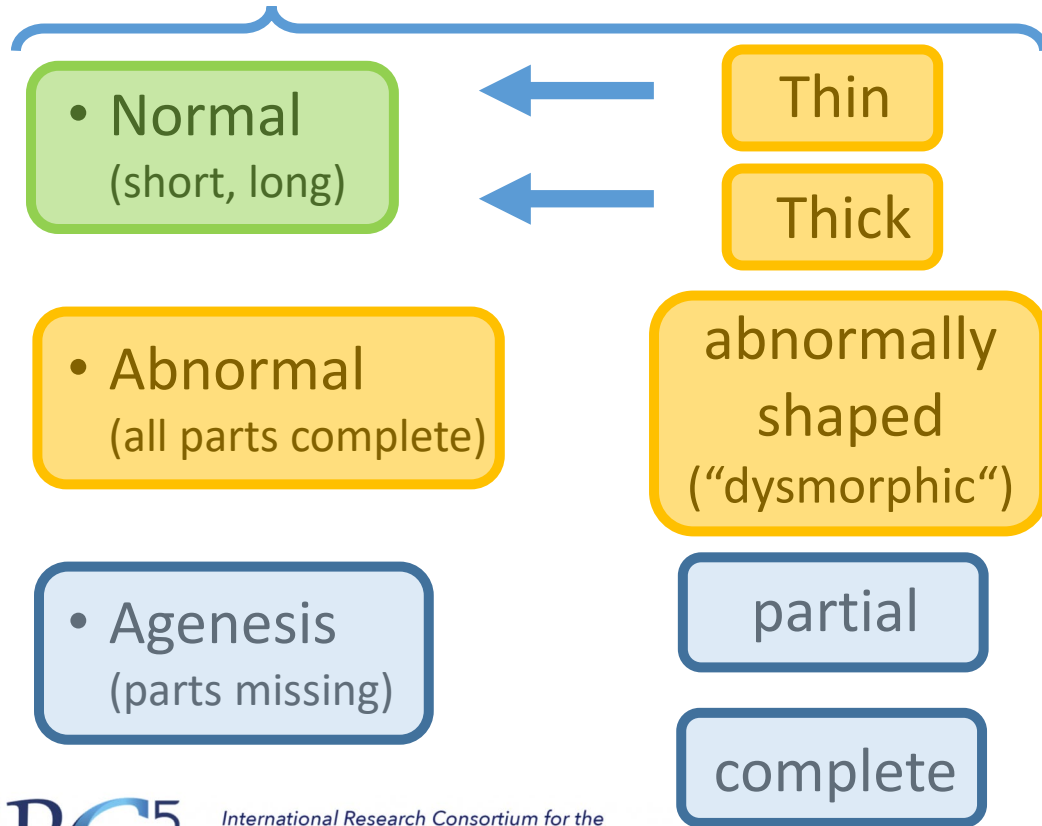 • Normal
(short, long)
Thin
Thick
• Abnormal
(all parts complete)
abnormally
shaped
(“dysmorphic“)
• Agenesis
(parts missing)
partial
complete
International Research Consortium for the